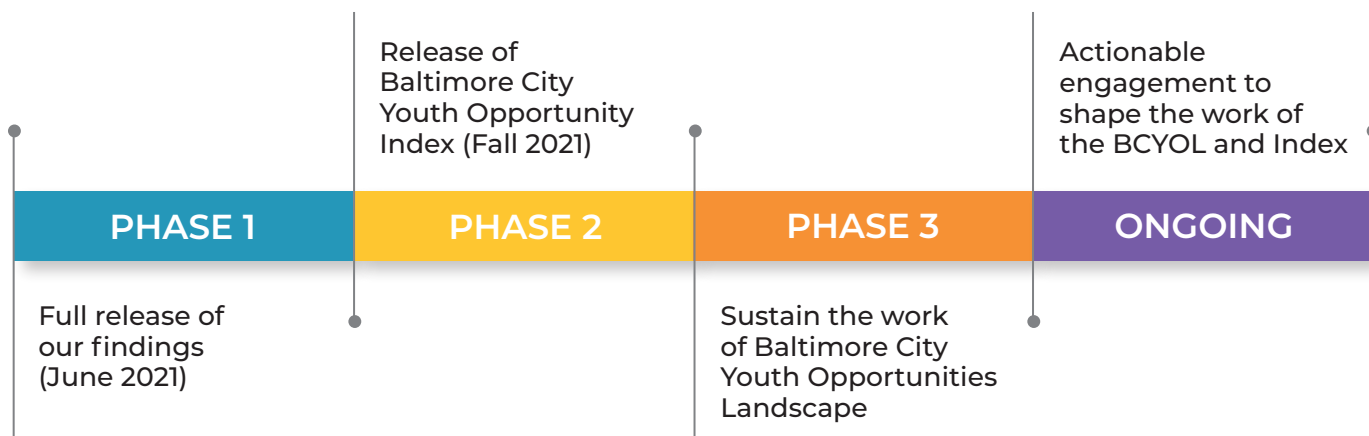 Release of
Baltimore City
Youth Opportunity
Index (Fall 2021)
Actionable
engagement to
shape the work of
the BCYOL and Index
PHASE 1
PHASE 2
PHASE 3
ONGOING
Full release of
our findings
(June 2021)
Sustain the work
of Baltimore City
Youth Opportunities
Landscape